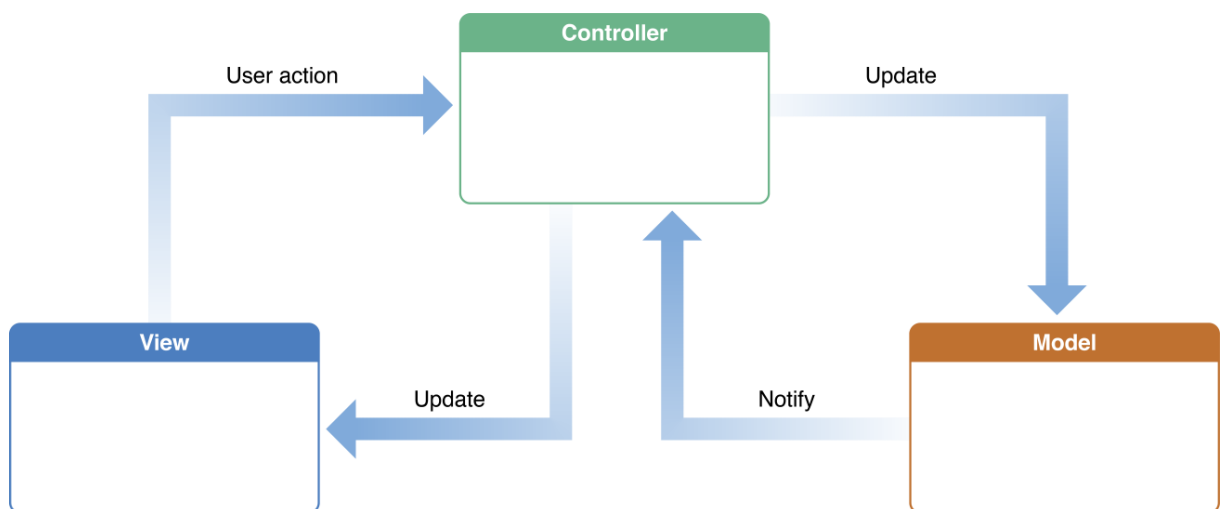 Controller
User action
Update
View
Model
Update
Notify